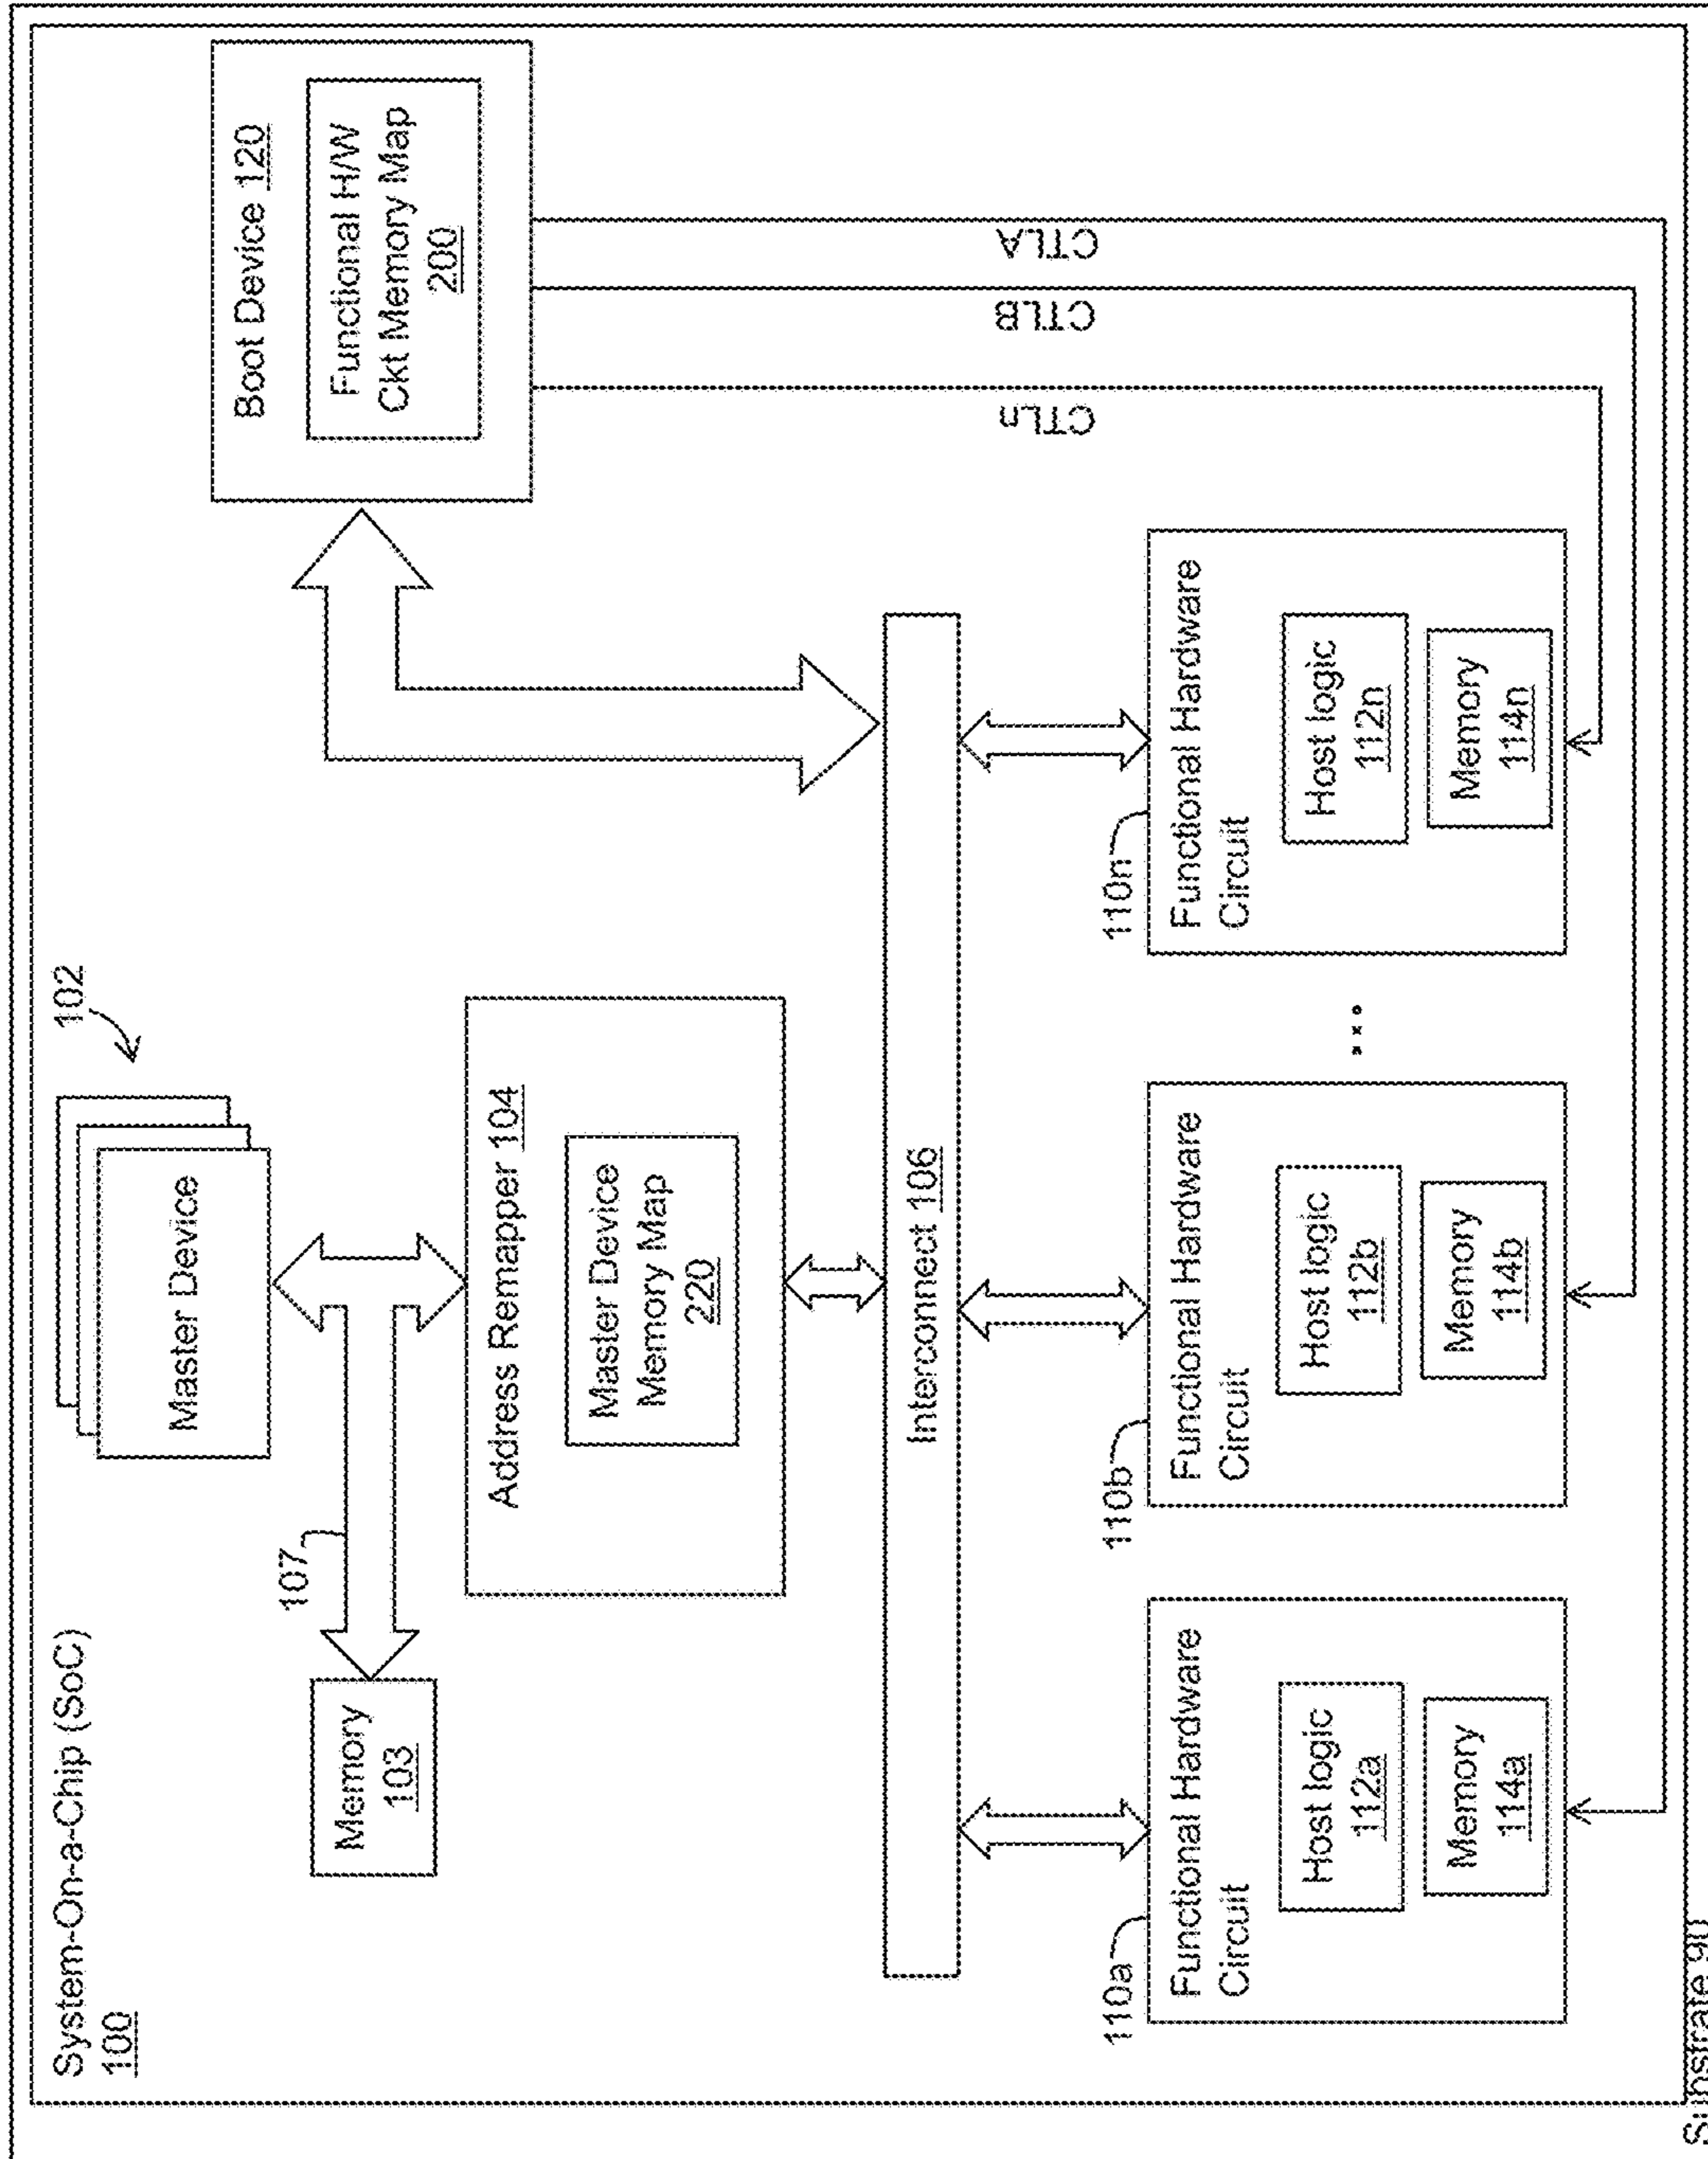 System-On-a-Chip (SoC)
100
102
Master Device
107
Memory
103
Boot Device 120
Functional H/W
Ckt Memory Map
200
Address Remapper 104
Master Device
Memory Map
220
Interconnect 106
CTLn
CTLB
CTLA
110a
Functional Hardware
Circuit
Host logic
112a
Memory
114a
110b
Functional Hardware
Circuit
Host logic
112b
Memory
114b
...
110n
Functional Hardware
Circuit
Host logic
112n
Memory
114n
Substrate 90